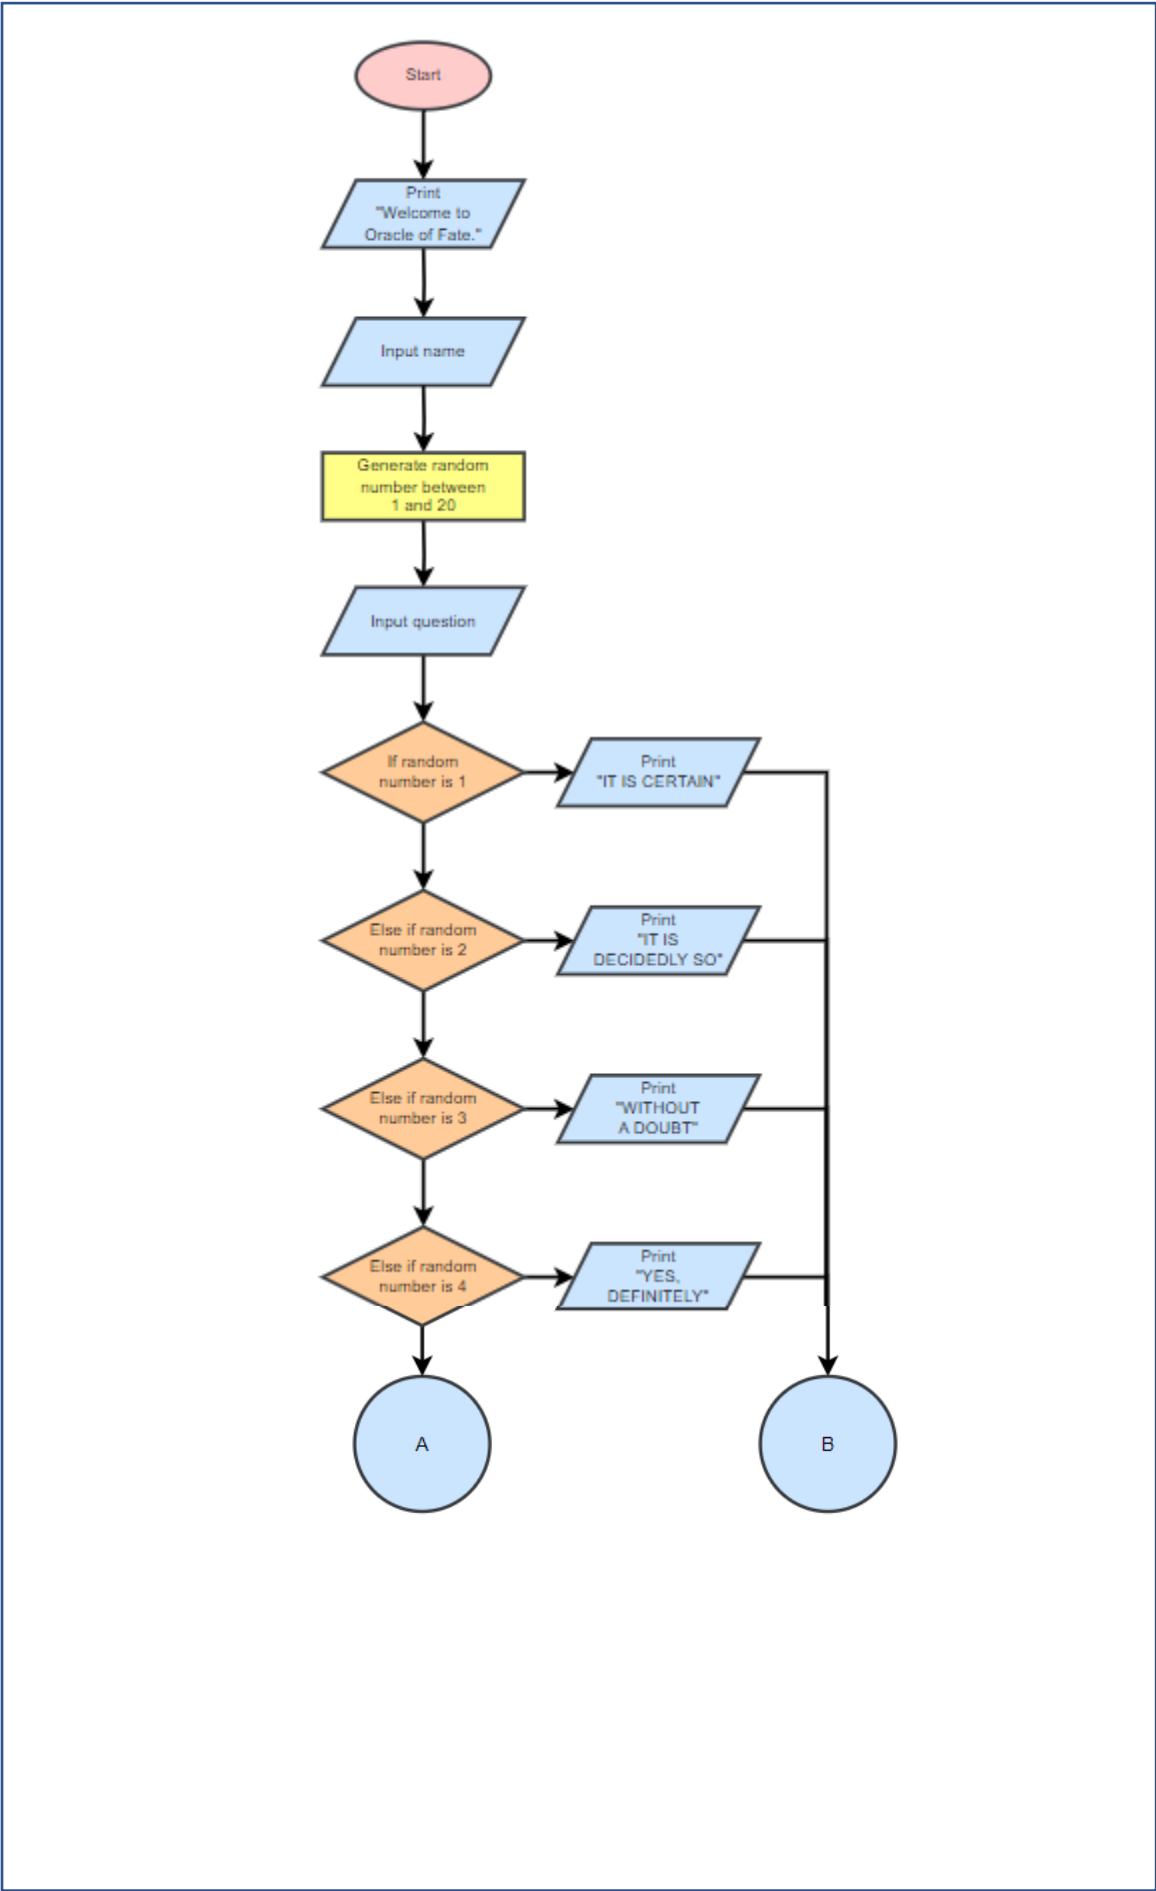 Start
Print
"Welcome to
Oracle of Fate."
Input name
Generate random
number between
1 and 20
Input question
If random
number is 1
Print
"IT IS CERTAIN"
Else if random
number is 2
Print
"IT IS
DECIDEDLY SO"
Else if random
number is 3
Print
"WITHOUT
A DOUBT"
Else if random
number is 4
Print
"YES,
DEFINITELY"
A
B